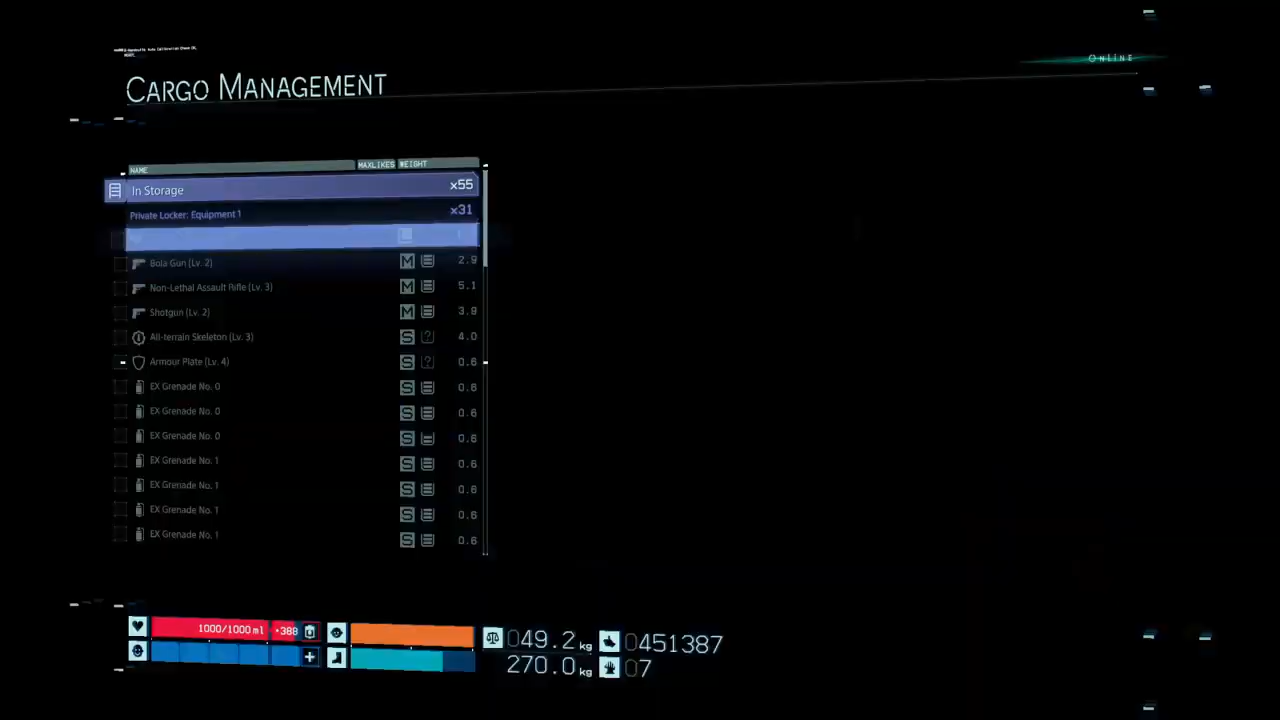 ONLINE
CARGO MANAGEMENT
NAME MAXLIKES WEIGHT
In Storage x55
Private Locker: Equipment 1 x31
Bola Gun (Lv. 2) M 2.9
Non-Lethal Assault Rifle (Lv. 3) M 5.1
Shotgun (Lv. 2) M 3.9
All-terrain Skeleton (Lv. 3) S ? 4.0
Armour Plate (Lv. 4) S ? 0.6
EX Grenade No. 0 S 0.6
EX Grenade No. 0 S 0.6
EX Grenade No. 0 S 0.6
EX Grenade No. 1 S 0.6
EX Grenade No. 1 S 0.6
EX Grenade No. 1 S 0.6
EX Grenade No. 1 S 0.6
1000/1000 ml +388 049.2 kg 0451387
270.0 kg 07